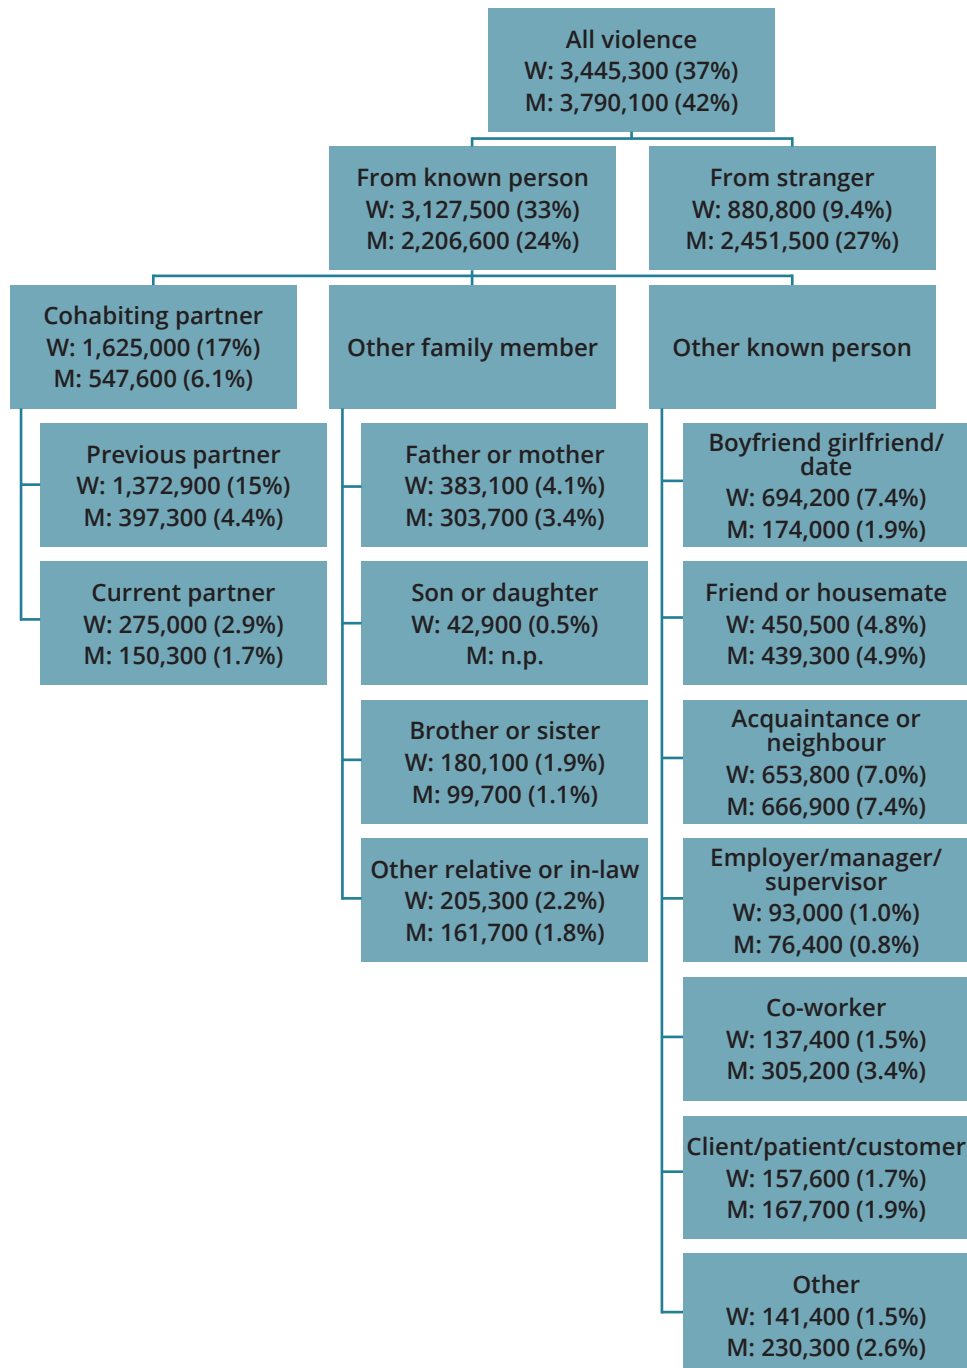 All violence
W: 3,445,300 (37%)
M: 3,790,100 (42%)
From known person
W: 3,127,500 (33%)
M: 2,206,600 (24%)
From stranger
W: 880,800 (9.4%)
M: 2,451,500 (27%)
Cohabiting partner
W: 1,625,000 (17%)
M: 547,600 (6.1%)
Previous partner
W: 1,372,900 (15%)
M: 397,300 (4.4%)
Current partner
W: 275,000 (2.9%)
M: 150,300 (1.7%)
Other family member
Father or mother
W: 383,100 (4.1%)
M: 303,700 (3.4%)
Son or daughter
W: 42,900 (0.5%)
M: n.p.
Brother or sister
W: 180,100 (1.9%)
M: 99,700 (1.1%)
Other relative or in-law
W: 205,300 (2.2%)
M: 161,700 (1.8%)
Other known person
Boyfriend girlfriend/
date
W: 694,200 (7.4%)
M: 174,000 (1.9%)
Friend or housemate
W: 450,500 (4.8%)
M: 439,300 (4.9%)
Acquaintance or
neighbour
W: 653,800 (7.0%)
M: 666,900 (7.4%)
Employer/manager/
supervisor
W: 93,000 (1.0%)
M: 76,400 (0.8%)
Co-worker
W: 137,400 (1.5%)
M: 305,200 (3.4%)
Client/patient/customer
W: 157,600 (1.7%)
M: 167,700 (1.9%)
Other
W: 141,400 (1.5%)
M: 230,300 (2.6%)